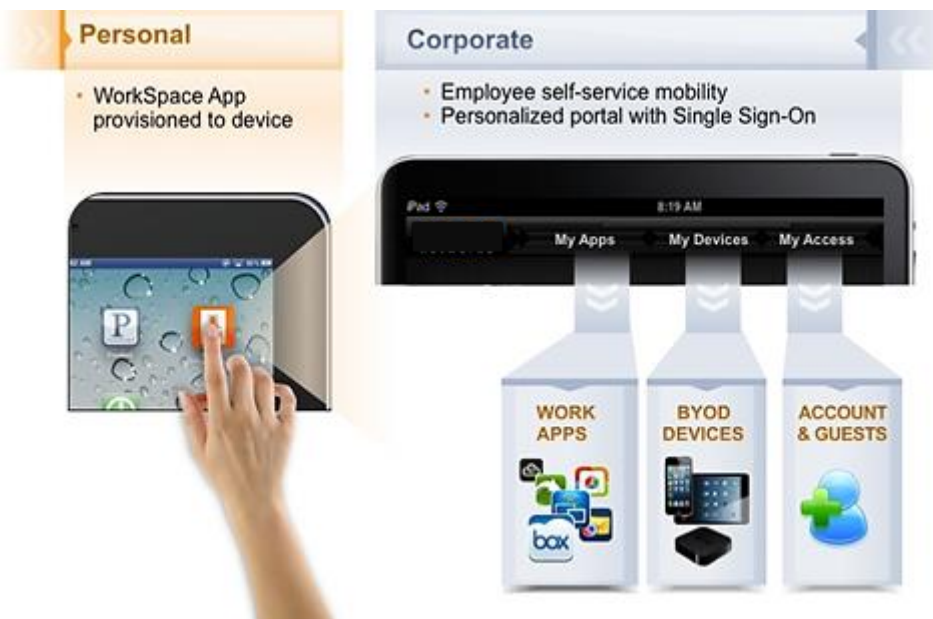 Personal
• WorkSpace App
provisioned to device
Corporate
• Employee self-service mobility
• Personalized portal with Single Sign-On
iPad
8:19 AM
My Apps
My Devices
My Access
P
WORK
APPS
box
BYOD
DEVICES
ACCOUNT
& GUESTS